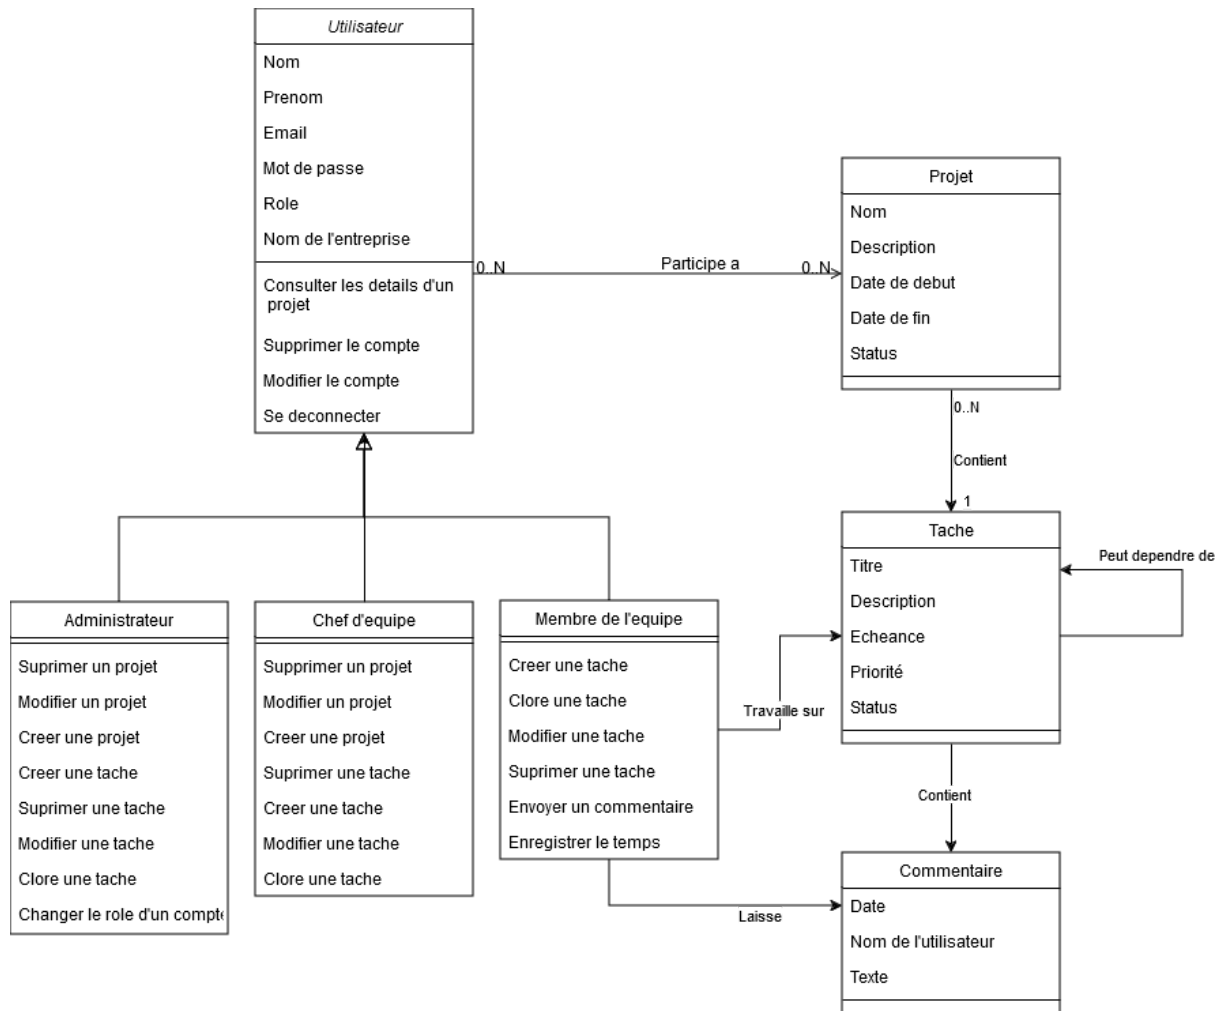 Utilisateur
Nom
Prenom
Email
Mot de passe
Role
Nom de l'entreprise
Consulter les details d'un
projet
Supprimer le compte
Modifier le compte
Se deconnecter
0..N
Participe a
0..N
Projet
Nom
Description
Date de debut
Date de fin
Status
0..N
Contient
1
Tache
Titre
Description
Echeance
Priorité
Status
Peut dependre de
Administrateur
Suprimer un projet
Modifier un projet
Creer une projet
Creer une tache
Suprimer une tache
Modifier une tache
Clore une tache
Changer le role d'un compte
Chef d'equipe
Supprimer un projet
Modifier un projet
Creer une projet
Suprimer une tache
Creer une tache
Modifier une tache
Clore une tache
Membre de l'equipe
Creer une tache
Clore une tache
Modifier une tache
Suprimer une tache
Envoyer un commentaire
Enregistrer le temps
Travaille sur
Contient
Laisse
Commentaire
Date
Nom de l'utilisateur
Texte